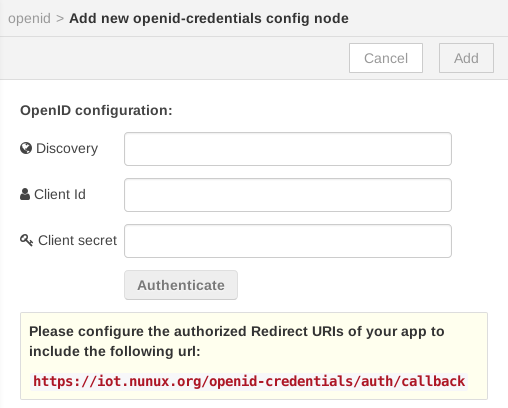 openid > Add new openid-credentials config node
Cancel Add
OpenID configuration:
Discovery
Client Id
Client secret
Authenticate
Please configure the authorized Redirect URIs of your app to
include the following url:
https://iot.nunux.org/openid-credentials/auth/callback